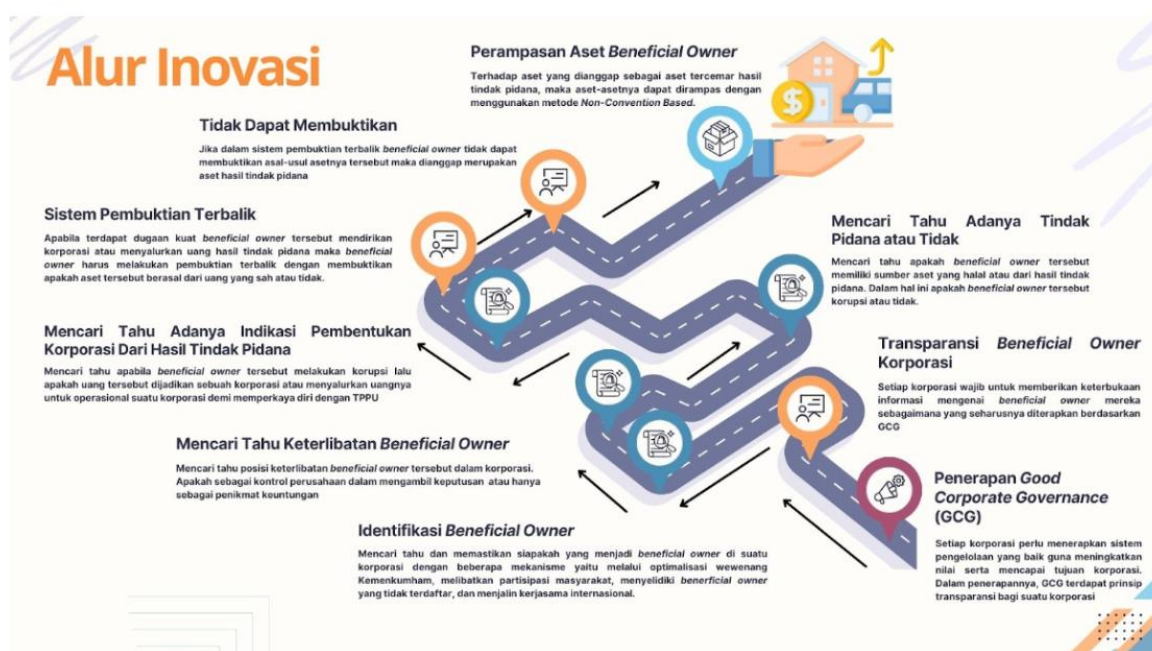 Alur Inovasi
Perampasan Aset Beneficial Owner
Terhadap aset yang dianggap sebagai aset tercemar hasil
tindak pidana, maka aset-asetnya dapat dirampas dengan
menggunakan metode Non-Convention Based.
Tidak Dapat Membuktikan
Jika dalam sistem pembuktian terbalik beneficial owner tidak dapat
membuktikan asal-usul asetnya tersebut maka dianggap merupakan
aset hasil tindak pidana
Sistem Pembuktian Terbalik
Apabila terdapat dugaan kuat beneficial owner tersebut mendirikan
korporasi atau menyalurkan uang hasil tindak pidana maka beneficial
owner harus melakukan pembuktian terbalik dengan membuktikan
apakah aset tersebut berasal dari uang yang sah atau tidak.
Mencari Tahu Adanya Tindak
Pidana atau Tidak
Mencari tahu apakah beneficial owner tersebut
memiliki sumber aset yang halal atau dari hasil tindak
pidana. Dalam hal ini apakah beneficial owner tersebut
korupsi atau tidak.
Mencari Tahu Adanya Indikasi Pembentukan
Korporasi Dari Hasil Tindak Pidana
Mencari tahu apabila beneficial owner tersebut melakukan korupsi lalu
apakah uang tersebut dijadikan sebuah korporasi atau menyalurkan uangnya
untuk operasional suatu korporasi demi memperkaya diri dengan TPPU
Transparansi Beneficial Owner
Korporasi
Setiap korporasi wajib untuk memberikan keterbukaan
informasi mengenai beneficial owner mereka
sebagaimana yang seharusnya diterapkan berdasarkan
GCG
Mencari Tahu Keterlibatan Beneficial Owner
Mencari tahu posisi keterlibatan beneficial owner tersebut dalam korporasi.
Apakah sebagai kontrol perusahaan dalam mengambil keputusan atau hanya
sebagai penikmat keuntungan
Penerapan Good
Corporate Governance
(GCG)
Setiap korporasi perlu menerapkan sistem
pengelolaan yang baik guna meningkatkan
nilai serta mencapai tujuan korporasi.
Dalam penerapannya, GCG terdapat prinsip
transparansi bagi suatu korporasi
Identifikasi Beneficial Owner
Mencari tahu dan memastikan siapakah yang menjadi beneficial owner di suatu
korporasi dengan beberapa mekanisme yaitu melalui optimalisasi wewenang
Kemenkumham, melibatkan partisipasi masyarakat, menyelidiki benerficial owner
yang tidak terdaftar, dan menjalin kerjasama internasional.
$